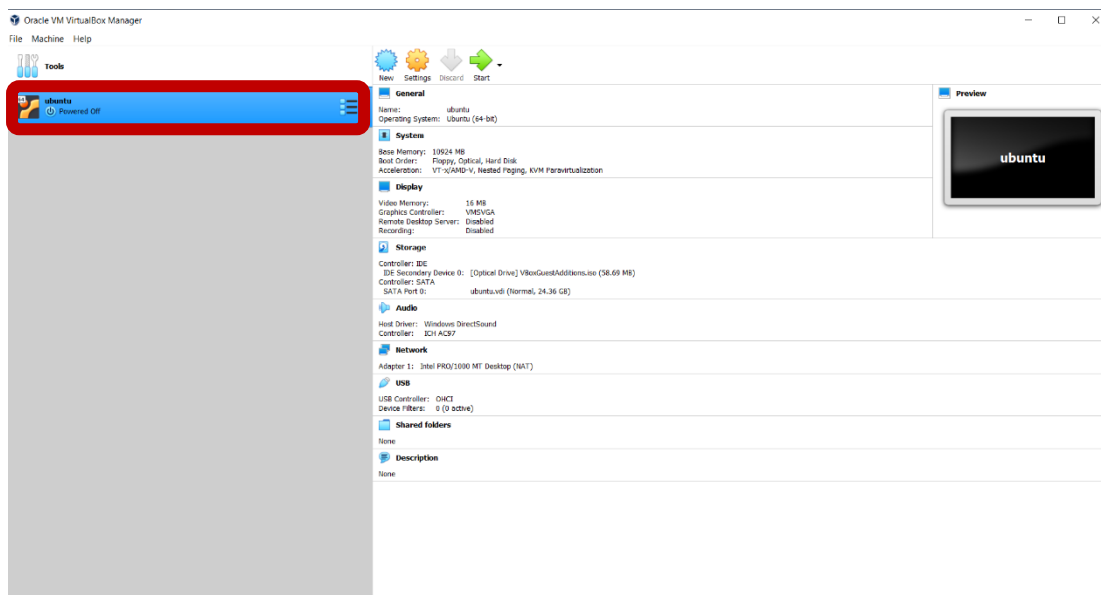 Oracle VM VirtualBox Manager
File Machine Help
Tools
New Settings Discard Start
ubuntu
Powered Off
General
Name: ubuntu
Operating System: Ubuntu (64-bit)
Preview
ubuntu
System
Base Memory: 10924 MB
Boot Order: Floppy, Optical, Hard Disk
Acceleration: VT-x/AMD-V, Nested Paging, KVM Paravirtualization
Display
Video Memory: 16 MB
Graphics Controller: VMSVGA
Remote Desktop Server: Disabled
Recording: Disabled
Storage
Controller: IDE
IDE Secondary Device 0: [Optical Drive] VBoxGuestAdditions.iso (58.69 MB)
Controller: SATA
SATA Port 0: ubuntu.vdi (Normal, 24.36 GB)
Audio
Host Driver: Windows DirectSound
Controller: ICH AC97
Network
Adapter 1: Intel PRO/1000 MT Desktop (NAT)
USB
USB Controller: OHCI
Device Filters: 0 (0 active)
Shared folders
None
Description
None